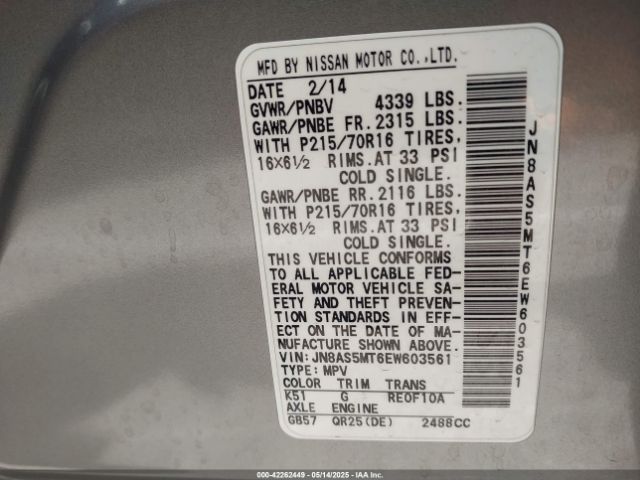 MFD BY NISSAN MOTOR CO.,LTD.
DATE 2/14
GVWR/PNBV 4339 LBS.
GAWR/PNBE FR. 2315 LBS.
WITH P215/70R16 TIRES,
16X6½ RIMS.AT 33 PSI
COLD SINGLE.
GAWR/PNBE RR. 2116 LBS.
WITH P215/70R16 TIRES,
16X6½ RIMS.AT 33 PSI
COLD SINGLE.
THIS VEHICLE CONFORMS
TO ALL APPLICABLE FED-
ERAL MOTOR VEHICLE SA-
FETY AND THEFT PREVEN-
TION STANDARDS IN EFF-
ECT ON THE DATE OF MA-
NUFACTURE SHOWN ABOVE.
VIN:JN8AS5MT6EW603561
TYPE: MPV
COLOR TRIM TRANS
K51 G RE0F10A
AXLE ENGINE
GB57 QR25(DE) 2488CC
JN8AS5MT6EW603561
000-42262449 - 05/14/2025 - IAAI.COM